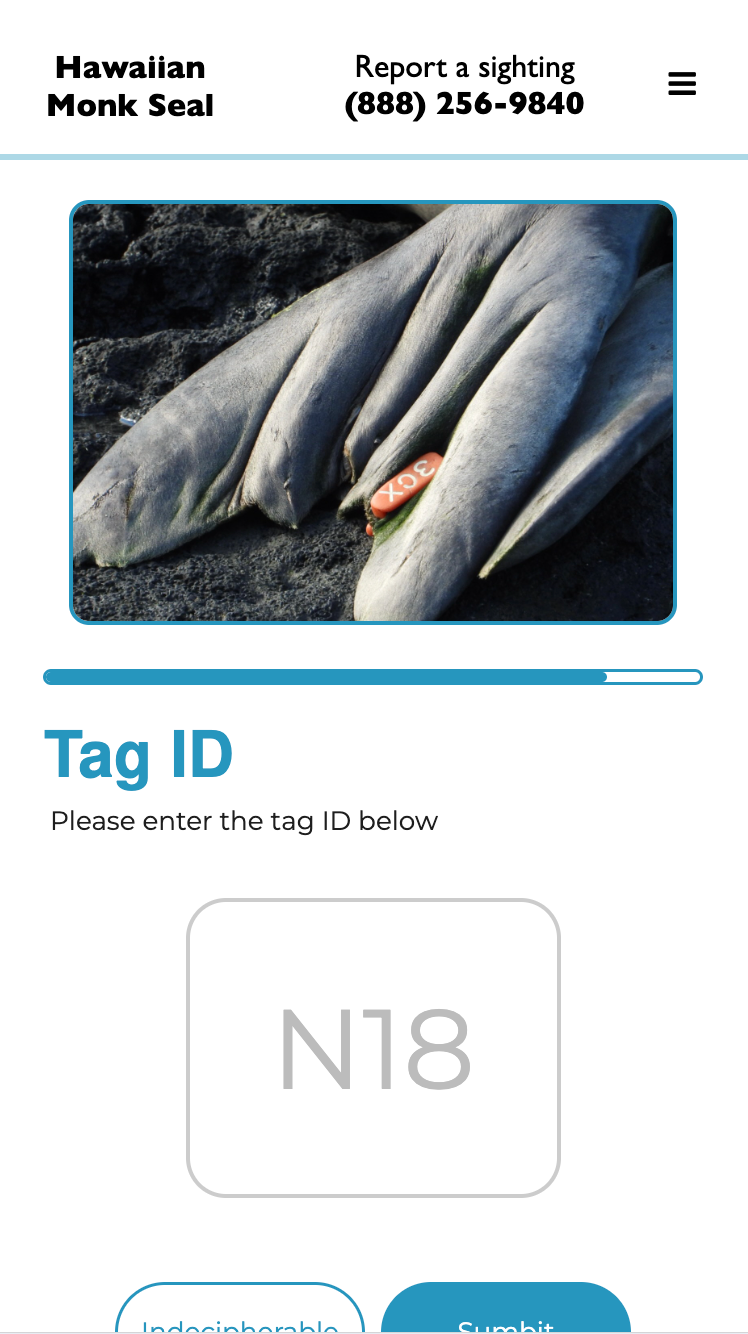 Hawaiian
Monk Seal
Report a sighting
(888) 256-9840
3CX
Tag ID
Please enter the tag ID below
N18
Indecipherable
Sumbit